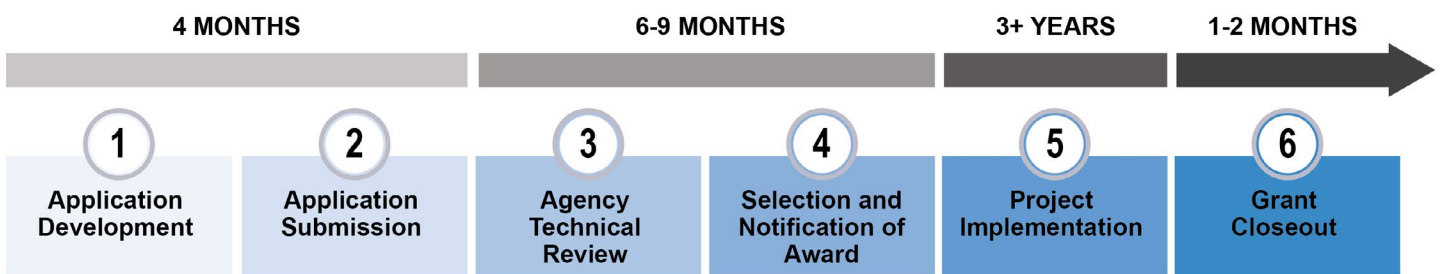 4 MONTHS
6-9 MONTHS
3+ YEARS
1-2 MONTHS
1
Application
Development
2
Application
Submission
3
Agency
Technical
Review
4
Selection and
Notification of
Award
5
Project
Implementation
6
Grant
Closeout